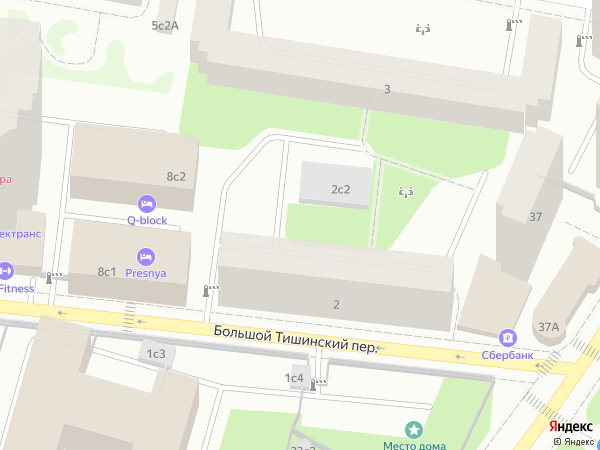 5с2А
3
8с2
2с2
ра
Q-block
37
ектранс
8с1
Presnya
Fitness
2
37А
Большой Тишинский пер.
Сбербанк
1с3
1с4
Место дома
Яндекс